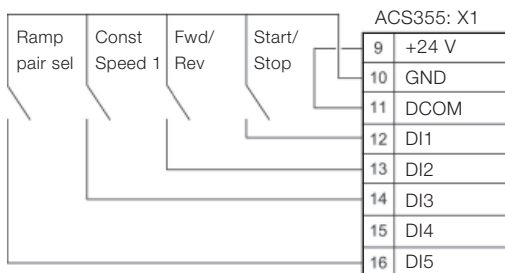 ACS355: X1
Ramp
pair sel
Const
Speed 1
Fwd/
Rev
Start/
Stop
9 +24 V
10 GND
11 DCOM
12 DI1
13 DI2
14 DI3
15 DI4
16 DI5